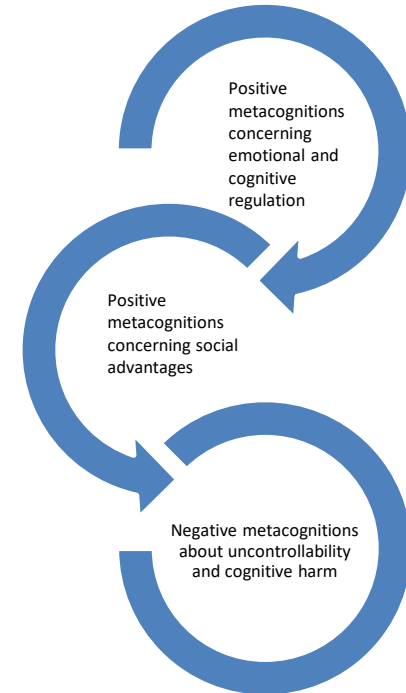 Positive
metacognitions
concerning
emotional and
cognitive
regulation
Positive
metacognitions
concerning social
advantages
Negative metacognitions
about uncontrollability
and cognitive harm